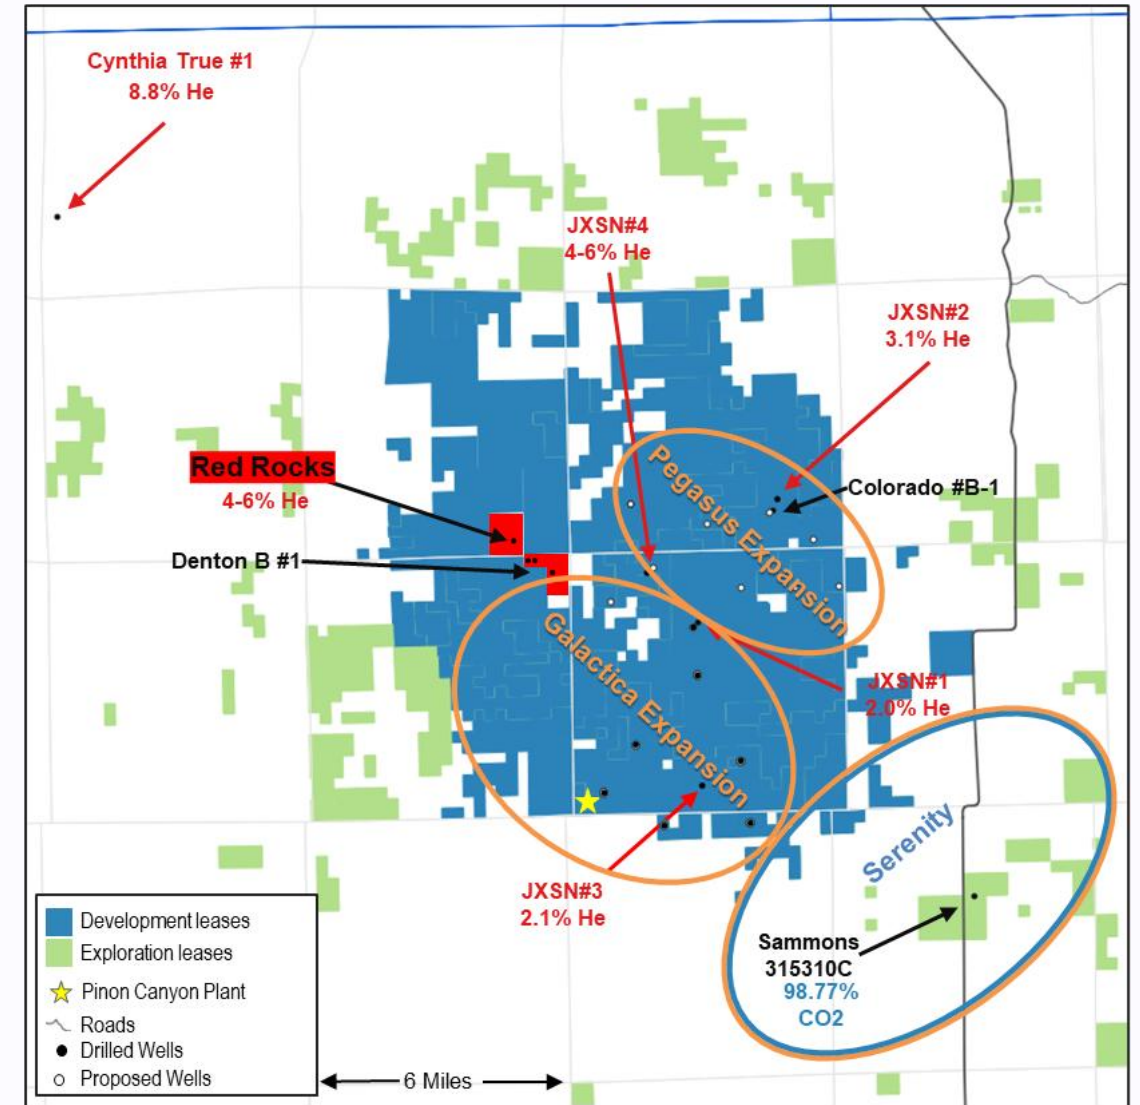 Cynthia True #1
8.8% He
JXSN#4
4-6% He
JXSN#2
3.1% He
Red Rocks
4-6% He
Pegasus Expansion
Colorado #B-1
Denton B #1
Galactica Expansion
JXSN#1
2.0% He
JXSN#3
2.1% He
Serenity
Sammons
315310C
98.77%
CO2
Development leases
Exploration leases
Pinon Canyon Plant
Roads
Drilled Wells
Proposed Wells
6 Miles